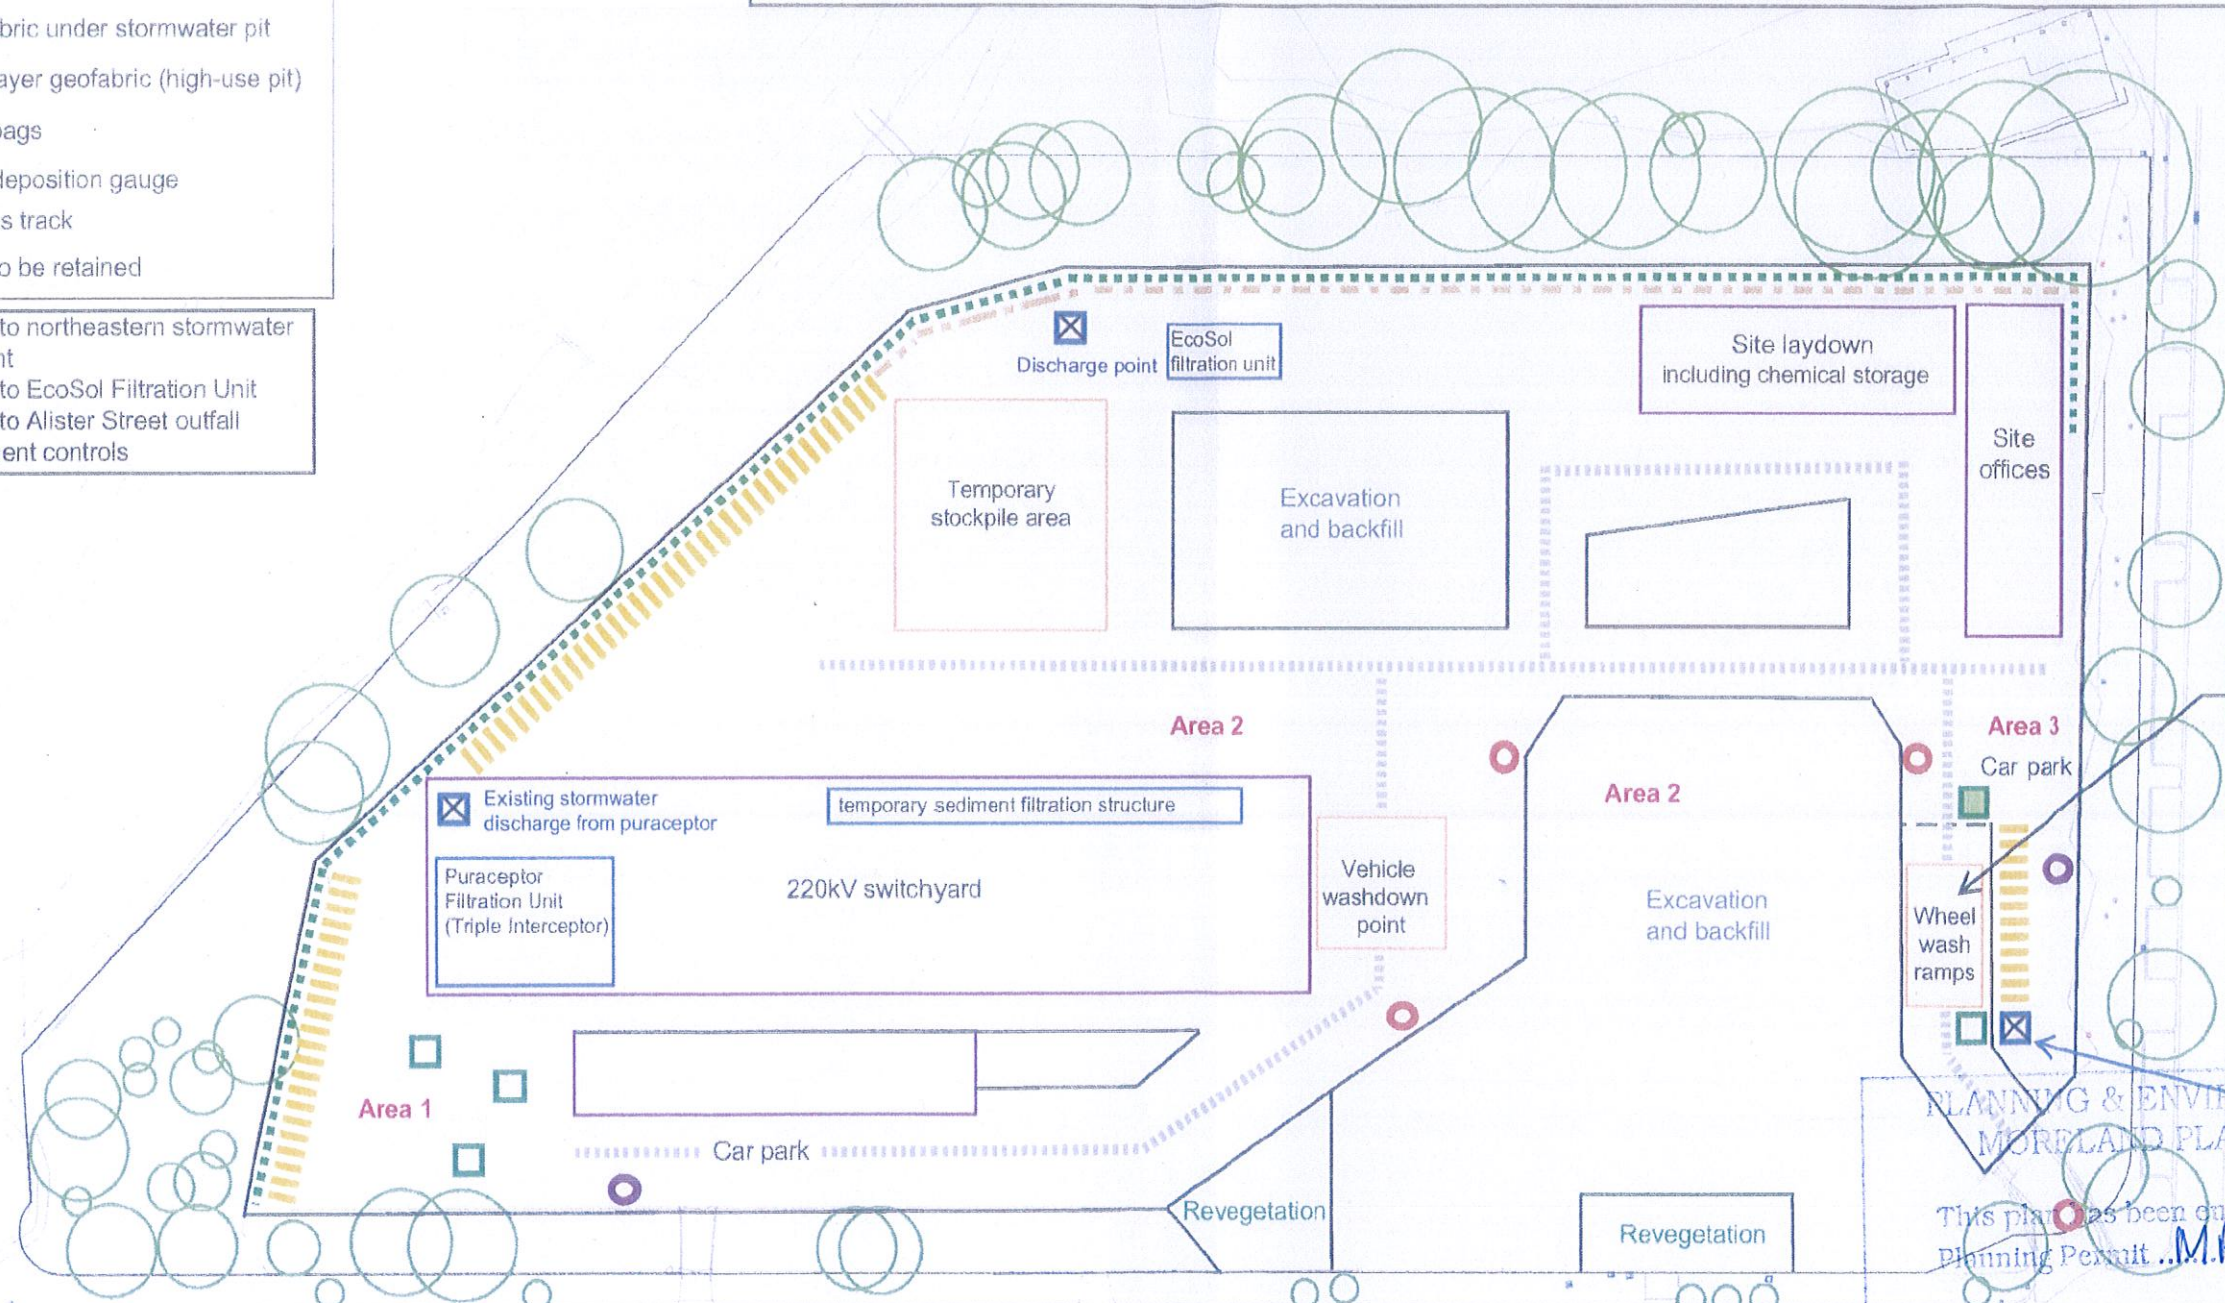 bric under stormwater pit
ayer geofabric (high-use pit)
bags
deposition gauge
s track
o be retained
to northeastern stormwater
nt
to EcoSol Filtration Unit
to Alister Street outfall
ent controls
Discharge point
EcoSol
filtration unit
Site laydown
including chemical storage
Site
offices
Temporary
stockpile area
Excavation
and backfill
Area 2
Area 3
Car park
Area 2
Existing stormwater
discharge from puraceptor
temporary sediment filtration structure
Puraceptor
Filtration Unit
(Triple Interceptor)
220kV switchyard
Vehicle
washdown
point
Excavation
and backfill
Wheel
wash
ramps
Area 1
Car park
Revegetation
Revegetation
PLANNING & ENVI
MORELAND PLA
This plan has been
Planning Permit